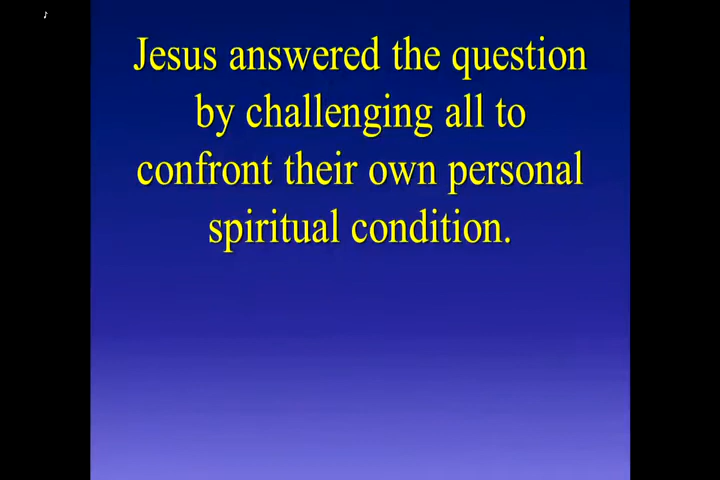 Jesus answered the question
by challenging all to
confront their own personal
spiritual condition.